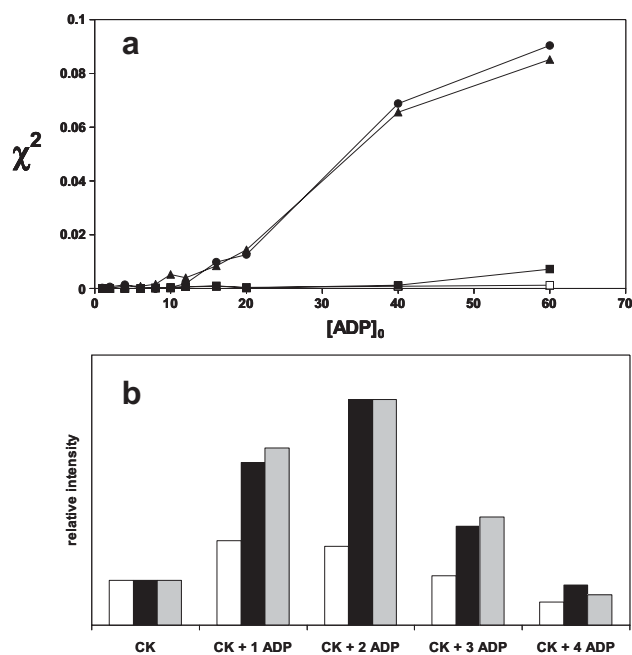 a
0.1
0.08
0.06
0.04
0.02
0
χ²
0 10 20 30 40 50 60 70
[ADP]₀
b
relative intensity
CK CK + 1 ADP CK + 2 ADP CK + 3 ADP CK + 4 ADP